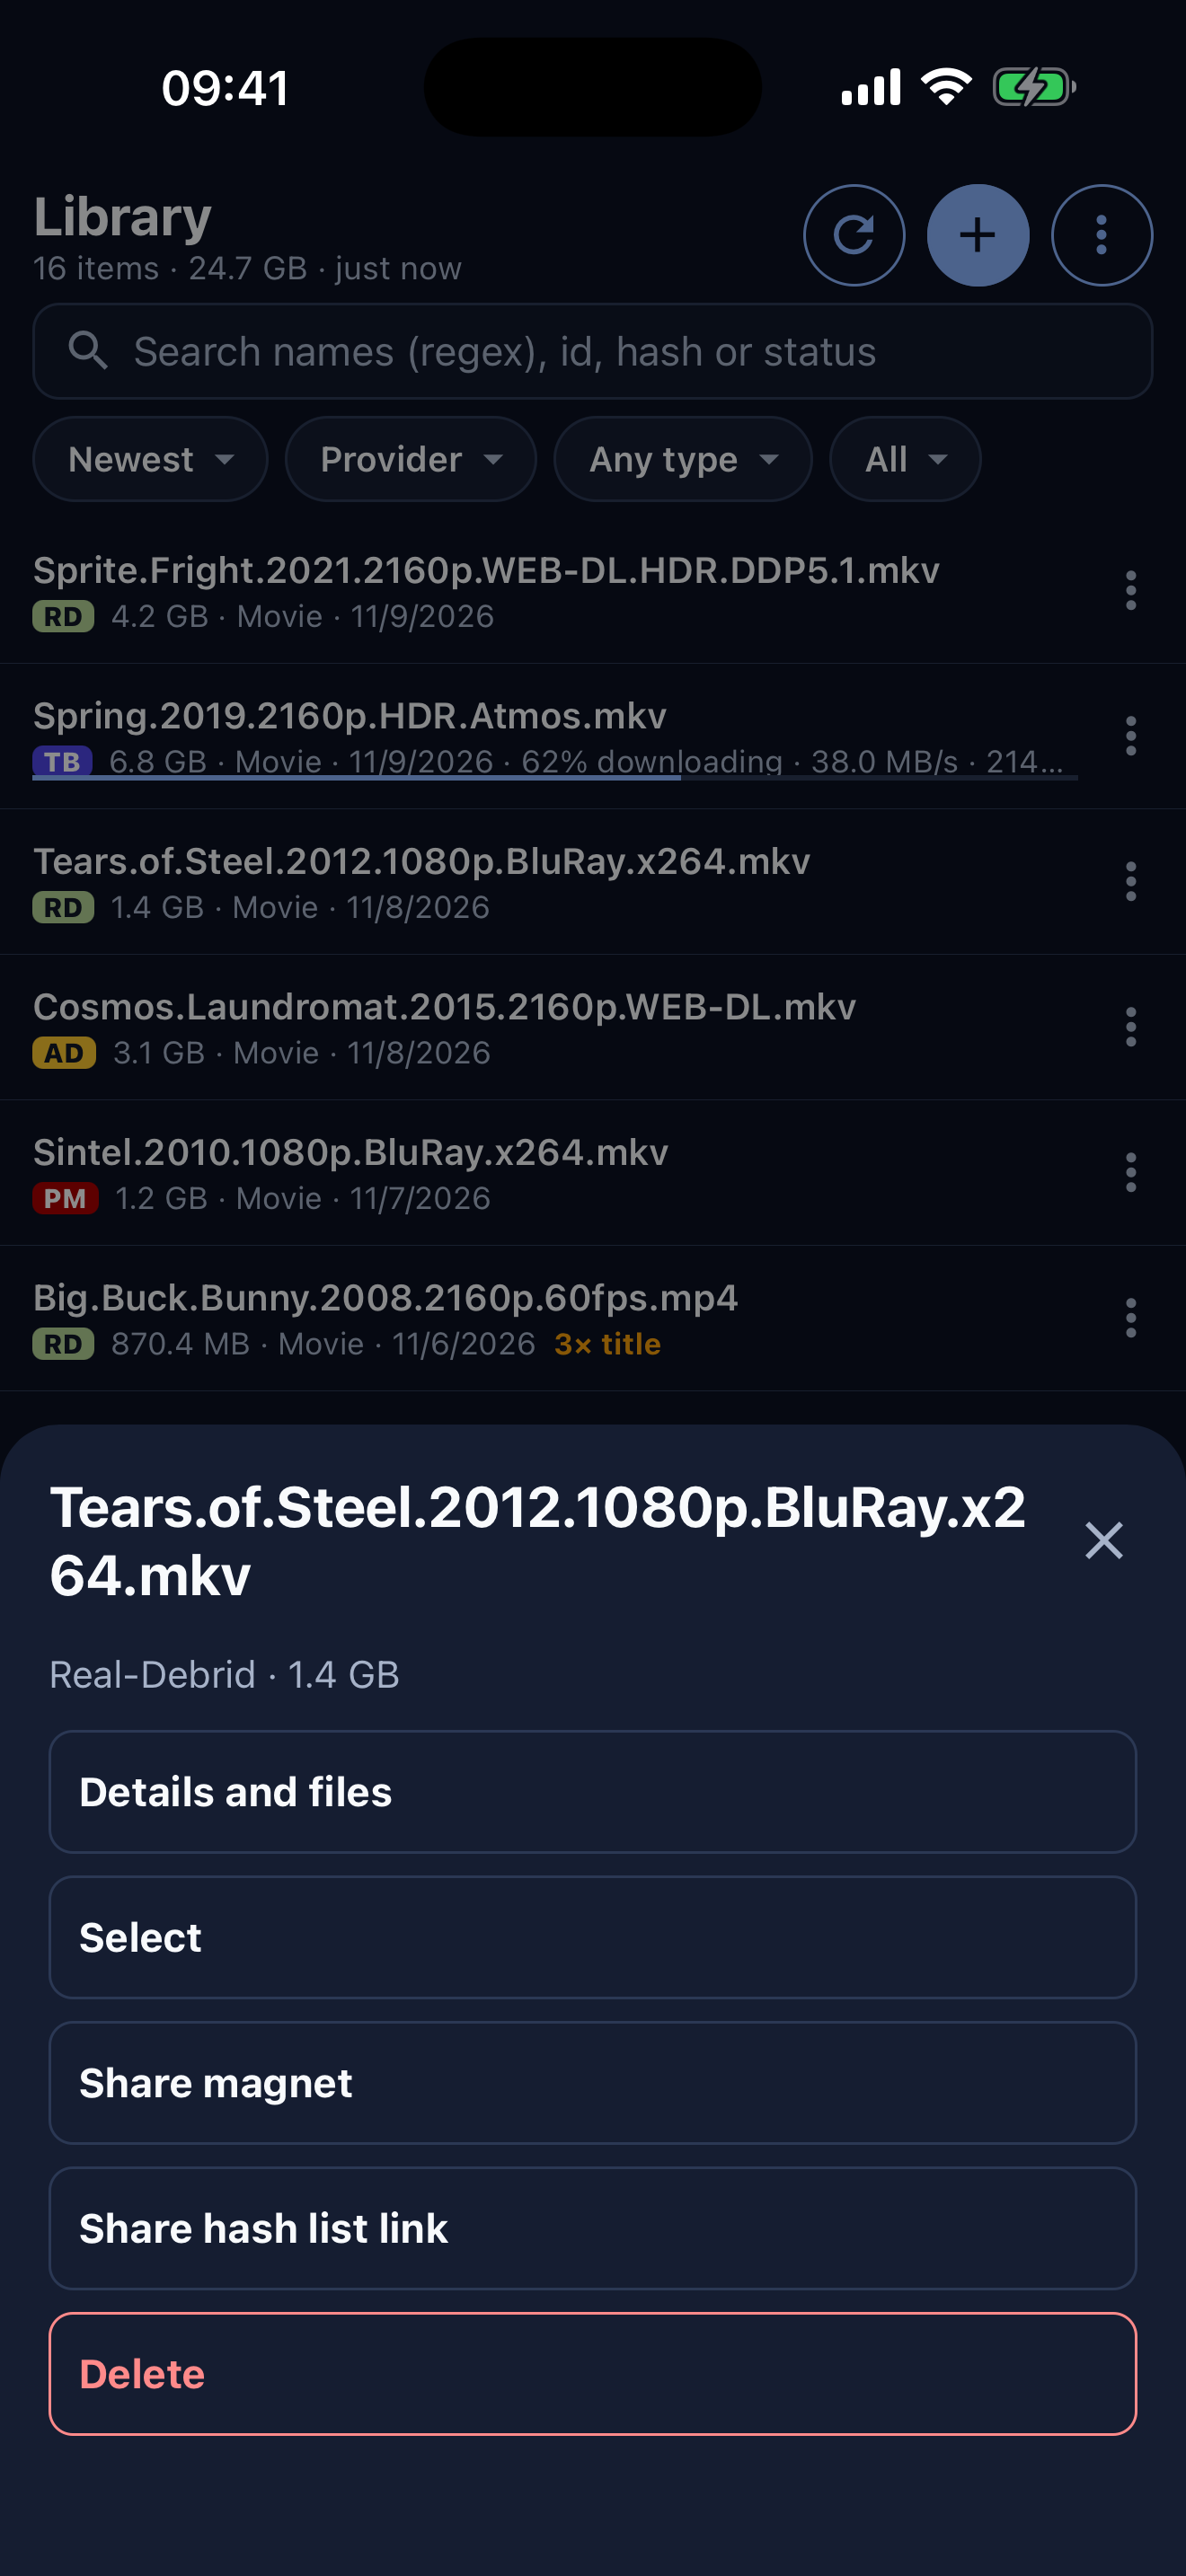 09:41
Library
16 items · 24.7 GB · just now
Search names (regex), id, hash or status
Newest
Provider
Any type
All
Sprite.Fright.2021.2160p.WEB-DL.HDR.DDP5.1.mkv
RD 4.2 GB · Movie · 11/9/2026
Spring.2019.2160p.HDR.Atmos.mkv
TB 6.8 GB · Movie · 11/9/2026 · 62% downloading · 38.0 MB/s · 214...
Tears.of.Steel.2012.1080p.BluRay.x264.mkv
RD 1.4 GB · Movie · 11/8/2026
Cosmos.Laundromat.2015.2160p.WEB-DL.mkv
AD 3.1 GB · Movie · 11/8/2026
Sintel.2010.1080p.BluRay.x264.mkv
PM 1.2 GB · Movie · 11/7/2026
Big.Buck.Bunny.2008.2160p.60fps.mp4
RD 870.4 MB · Movie · 11/6/2026 3× title
Tears.of.Steel.2012.1080p.BluRay.x2
64.mkv
Real-Debrid · 1.4 GB
Details and files
Select
Share magnet
Share hash list link
Delete